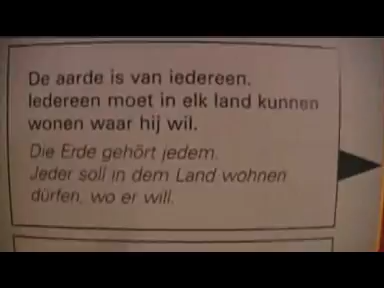 De aarde is van iedereen.
Iedereen moet in elk land kunnen
wonen waar hij wil.
Die Erde gehört jedem.
Jeder soll in dem Land wohnen
dürfen, wo er will.